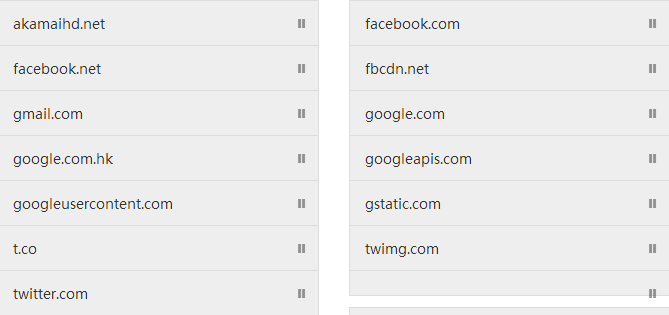 akamaihd.net
facebook.com
facebook.net
fbcdn.net
gmail.com
google.com
google.com.hk
googleapis.com
googleusercontent.com
gstatic.com
t.co
twimg.com
twitter.com